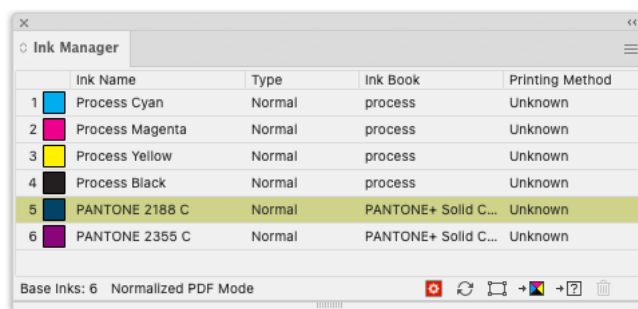 Ink Manager
Ink Name Type Ink Book Printing Method
1 Process Cyan Normal process Unknown
2 Process Magenta Normal process Unknown
3 Process Yellow Normal process Unknown
4 Process Black Normal process Unknown
5 PANTONE 2188 C Normal PANTONE+ Solid C... Unknown
6 PANTONE 2355 C Normal PANTONE+ Solid C... Unknown
Base Inks: 6 Normalized PDF Mode